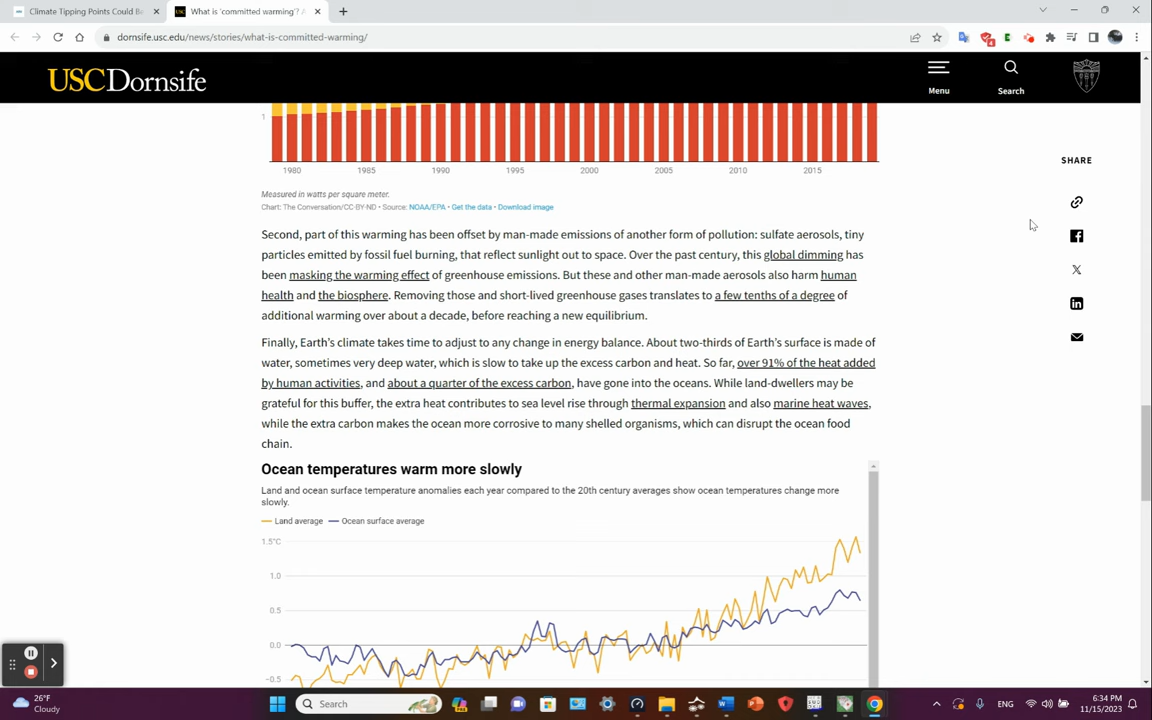 Climate Tipping Points Could Be
What is 'committed warming'? A
dornsife.usc.edu/news/stories/what-is-committed-warming/
USCDornsife
Menu
Search
1
1980 1985 1990 1995 2000 2005 2010 2015
Measured in watts per square meter.
Chart: The Conversation/CC-BY-ND • Source: NOAA/EPA • Get the data • Download image
Second, part of this warming has been offset by man-made emissions of another form of pollution: sulfate aerosols, tiny
particles emitted by fossil fuel burning, that reflect sunlight out to space. Over the past century, this global dimming has
been masking the warming effect of greenhouse emissions. But these and other man-made aerosols also harm human
health and the biosphere. Removing those and short-lived greenhouse gases translates to a few tenths of a degree of
additional warming over about a decade, before reaching a new equilibrium.
Finally, Earth's climate takes time to adjust to any change in energy balance. About two-thirds of Earth's surface is made of
water, sometimes very deep water, which is slow to take up the excess carbon and heat. So far, over 91% of the heat added
by human activities, and about a quarter of the excess carbon, have gone into the oceans. While land-dwellers may be
grateful for this buffer, the extra heat contributes to sea level rise through thermal expansion and also marine heat waves,
while the extra carbon makes the ocean more corrosive to many shelled organisms, which can disrupt the ocean food
chain.
Ocean temperatures warm more slowly
Land and ocean surface temperature anomalies each year compared to the 20th century averages show ocean temperatures change more
slowly.
Land average Ocean surface average
1.5°C
1.0
0.5
0.0
-0.5
SHARE
26°F
Cloudy
Search
ENG
6:34 PM
11/15/2023